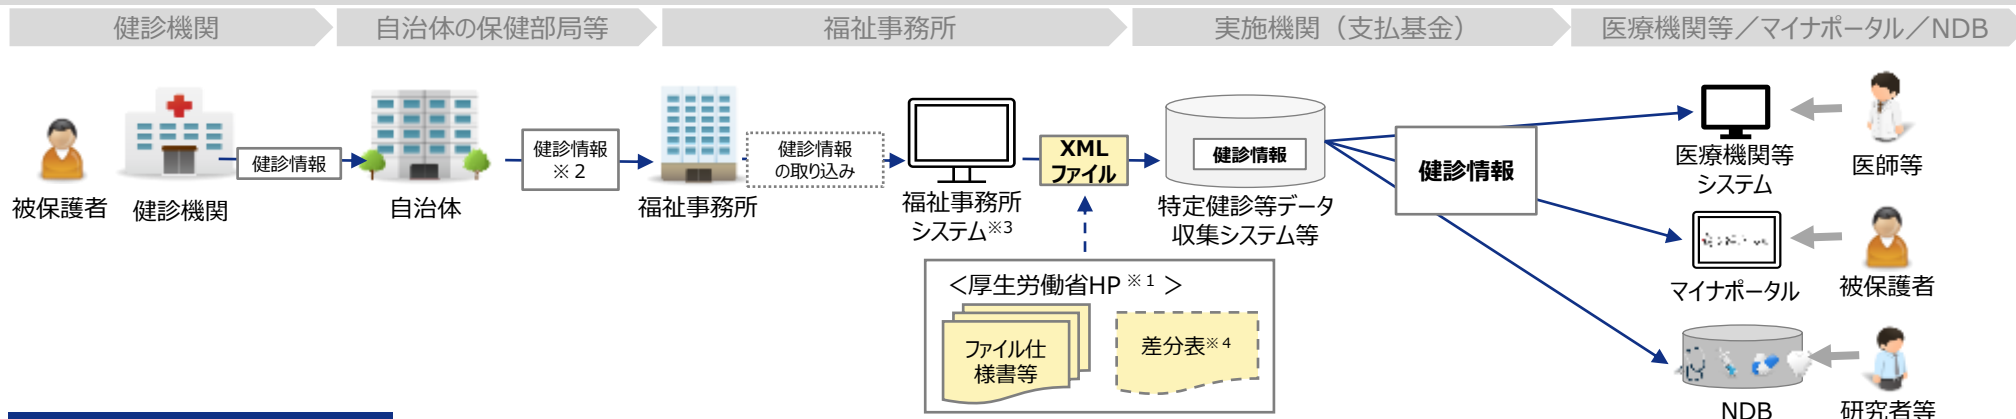 健診機関
自治体の保健部局等
福祉事務所
実施機関（支払基金）
医療機関等／マイナポータル／NDB
被保護者
健診機関
健診情報
自治体
健診情報
※２
福祉事務所
健診情報
の取り込み
福祉事務所
システム※3
XML
ファイル
健診情報
特定健診等データ
収集システム等
健診情報
医療機関等
システム
医師等
マイナポータル
被保護者
NDB
研究者等
＜厚生労働省HP※１＞
ファイル仕
様書等
差分表※４